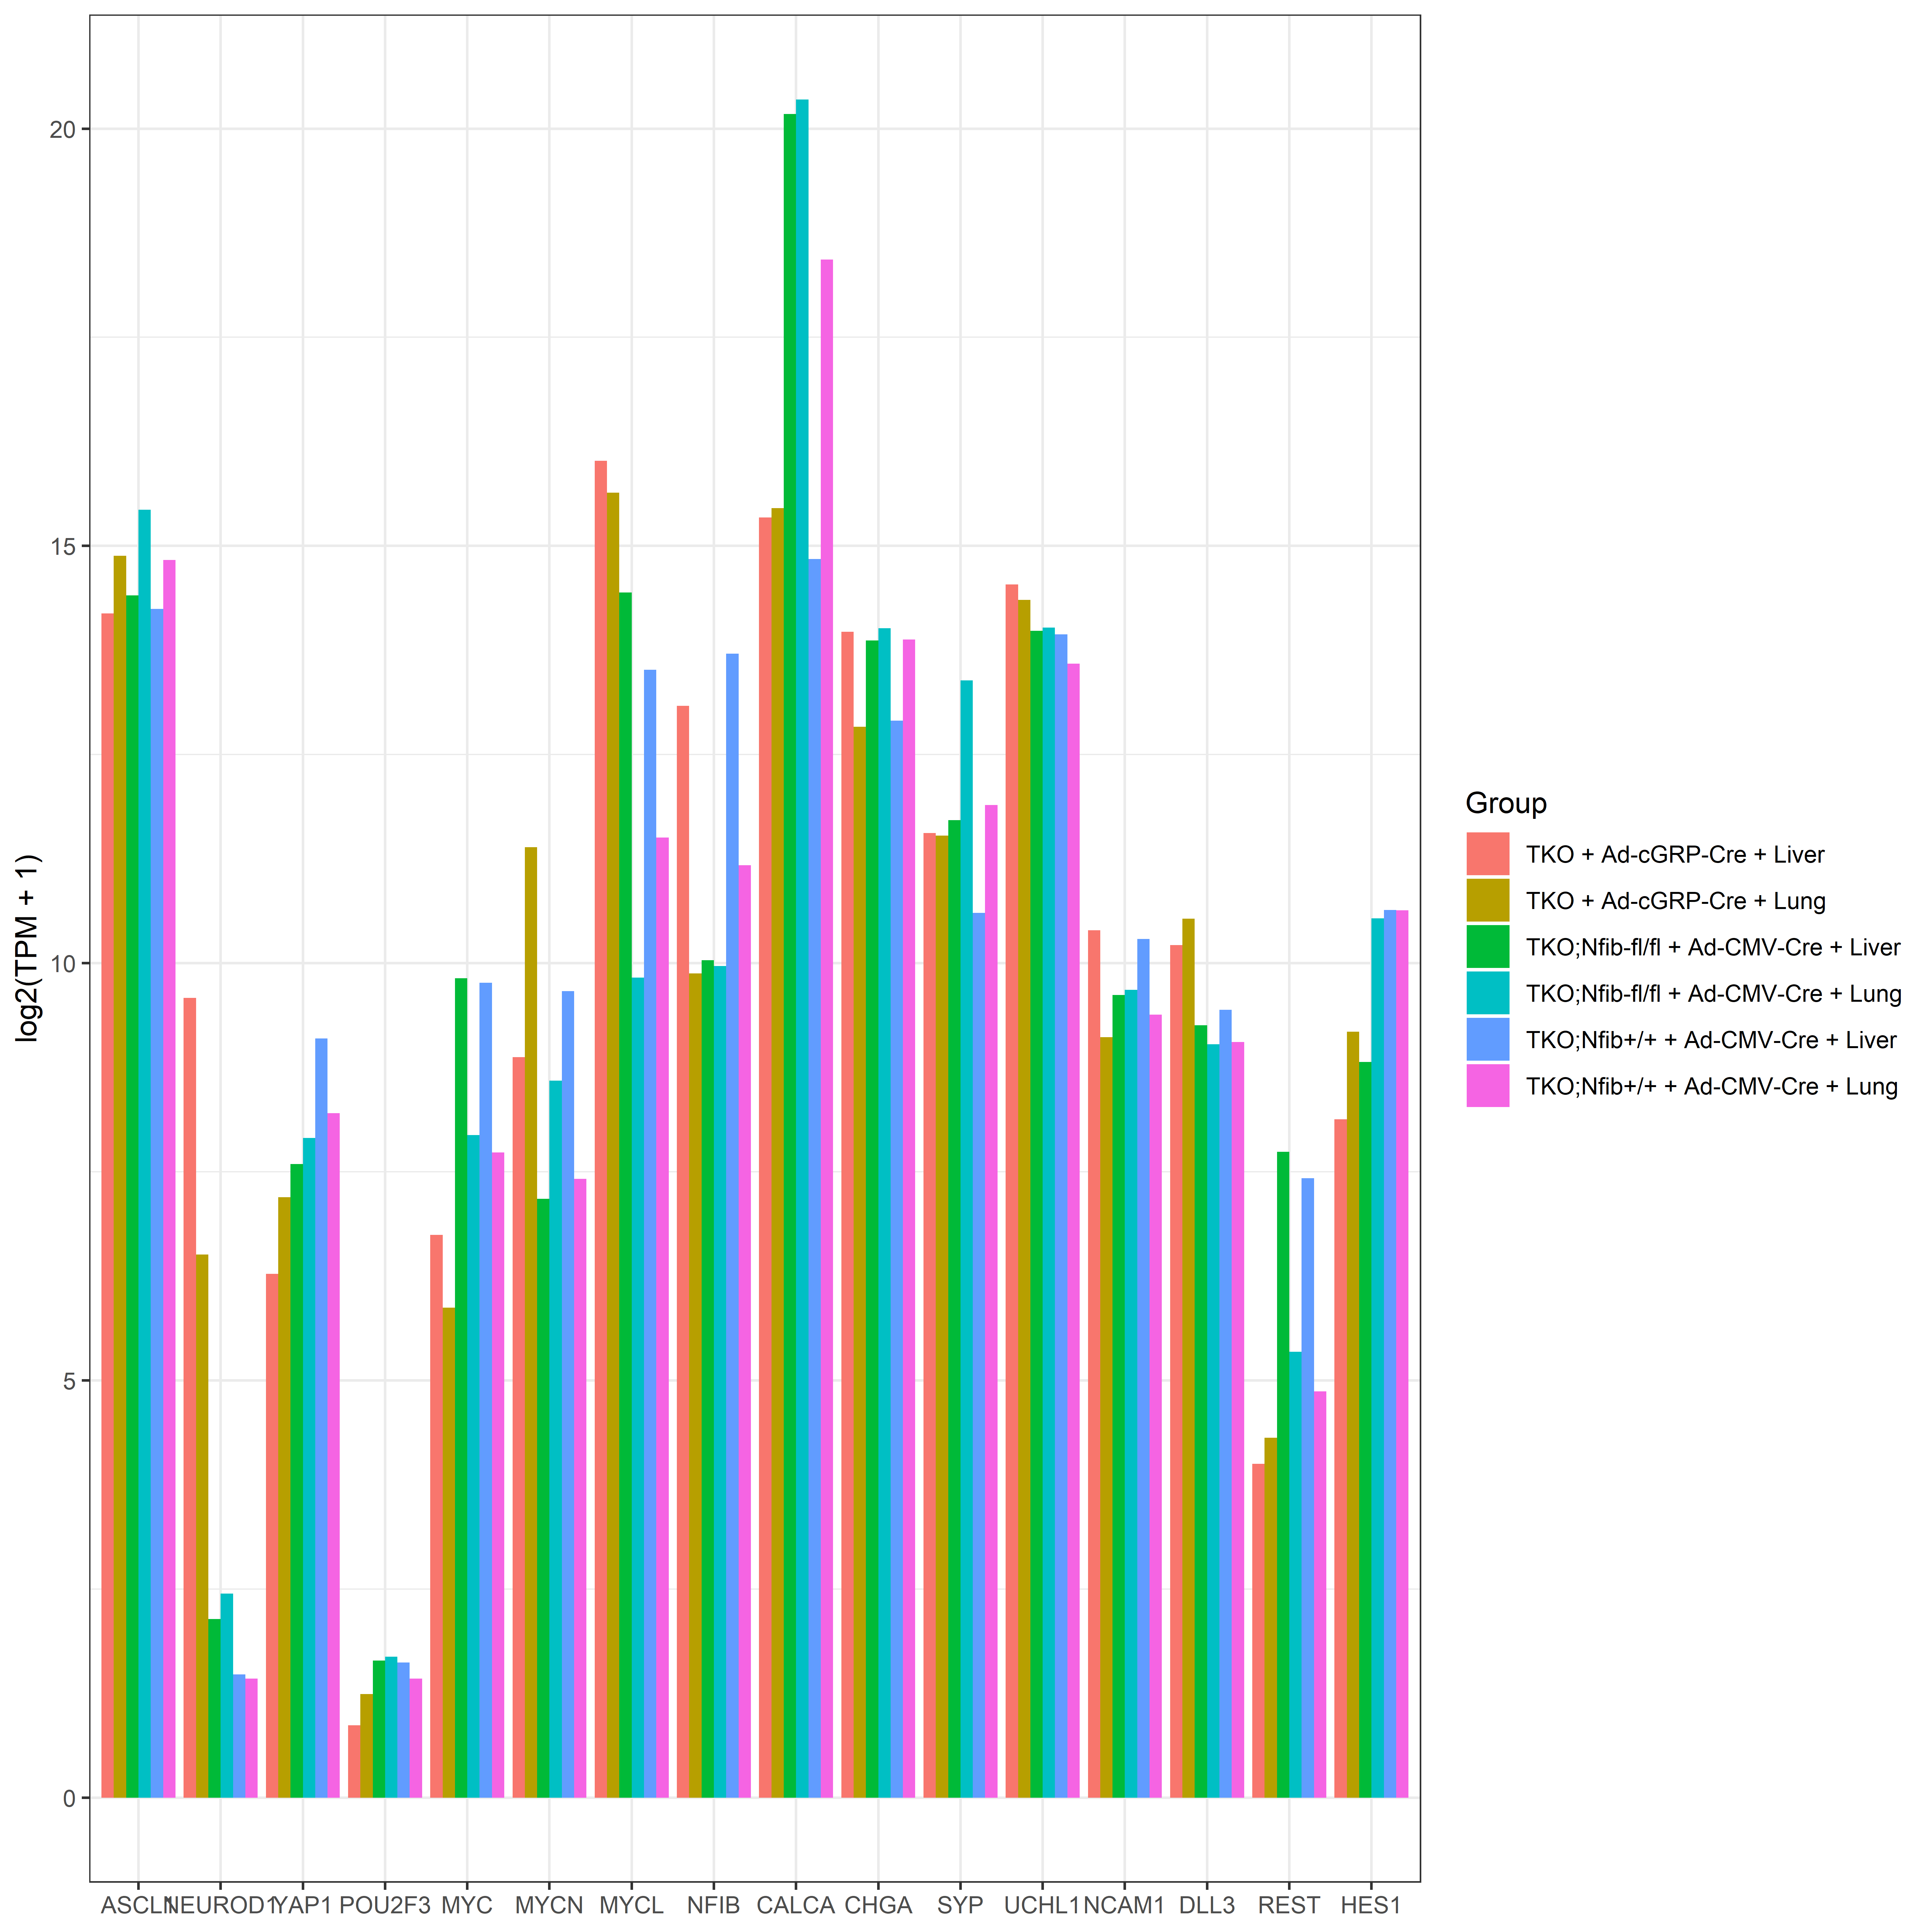 20
15
10
5
0
log2(TPM + 1)
ASCL1 NEUROD1 YAP1 POU2F3 MYC MYCN MYCL NFIB CALCA CHGA SYP UCHL1 NCAM1 DLL3 REST HES1
Group
TKO + Ad-cGRP-Cre + Liver
TKO + Ad-cGRP-Cre + Lung
TKO;Nfib-fl/fl + Ad-CMV-Cre + Liver
TKO;Nfib-fl/fl + Ad-CMV-Cre + Lung
TKO;Nfib+/+ + Ad-CMV-Cre + Liver
TKO;Nfib+/+ + Ad-CMV-Cre + Lung